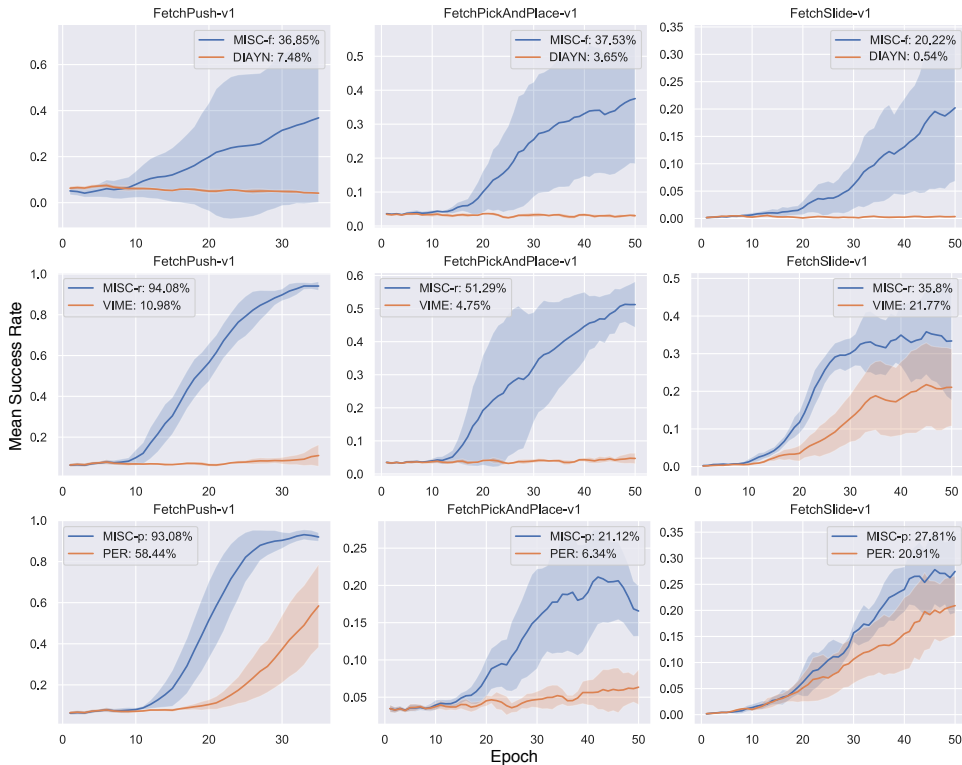 FetchPush-v1
FetchPickAndPlace-v1
FetchSlide-v1
MISC-f: 36.85%
DIAYN: 7.48%
0.6
0.4
0.2
0.0
0 10 20 30
MISC-f: 37.53%
DIAYN: 3.65%
0.5
0.4
0.3
0.2
0.1
0.0
0 10 20 30 40 50
MISC-f: 20.22%
DIAYN: 0.54%
0.35
0.30
0.25
0.20
0.15
0.10
0.05
0.00
0 10 20 30 40 50
Mean Success Rate
FetchPush-v1
FetchPickAndPlace-v1
FetchSlide-v1
MISC-r: 94.08%
VIME: 10.98%
1.0
0.8
0.6
0.4
0.2
0 10 20 30
MISC-r: 51.29%
VIME: 4.75%
0.6
0.5
0.4
0.3
0.2
0.1
0.0
0 10 20 30 40 50
MISC-r: 35.8%
VIME: 21.77%
0.5
0.4
0.3
0.2
0.1
0.0
0 10 20 30 40 50
FetchPush-v1
FetchPickAndPlace-v1
FetchSlide-v1
MISC-p: 93.08%
PER: 58.44%
1.0
0.8
0.6
0.4
0.2
0 10 20 30
MISC-p: 21.12%
PER: 6.34%
0.25
0.20
0.15
0.10
0.05
0 10 20 30 40 50
MISC-p: 27.81%
PER: 20.91%
0.35
0.30
0.25
0.20
0.15
0.10
0.05
0.00
0 10 20 30 40 50
Epoch